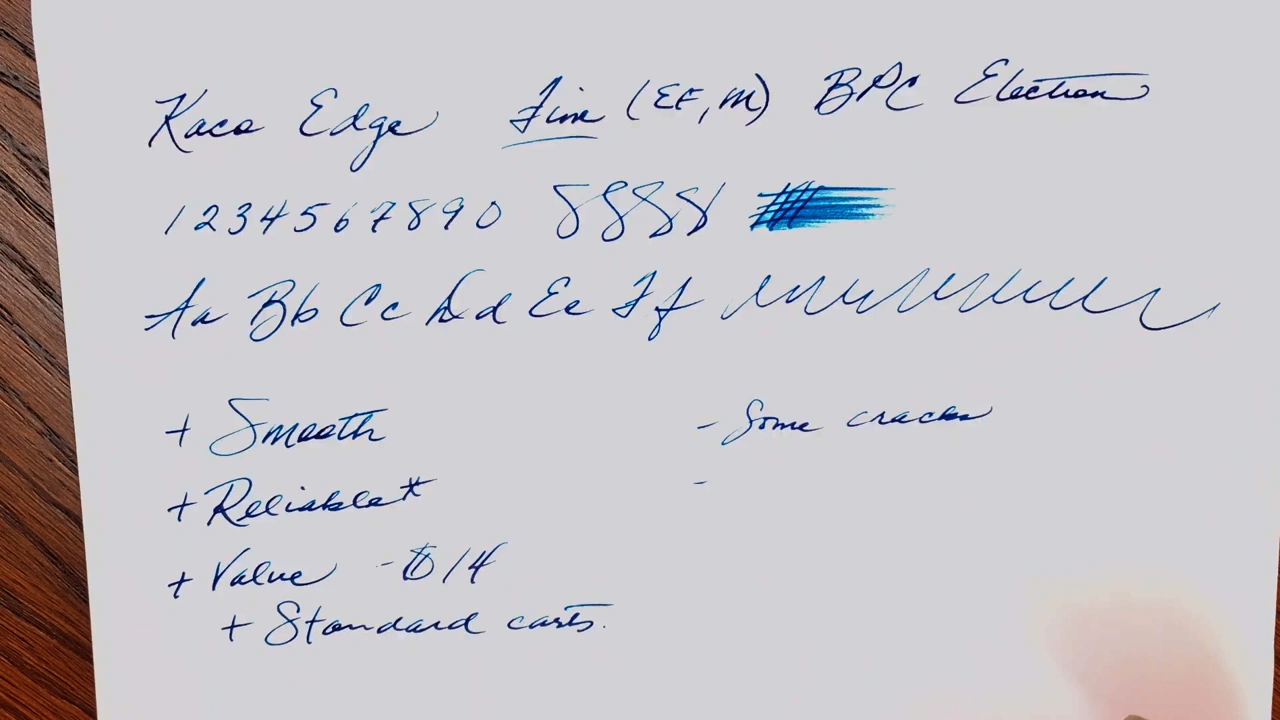 Kaco Edge Fine (EF, M) BPC Election
1234567890 8888
Aa Bb Cc Dd Ee Ff
+ Smooth
- Some cracks
+ Reliable*
-
+ Value - $14
+ Standard carts.